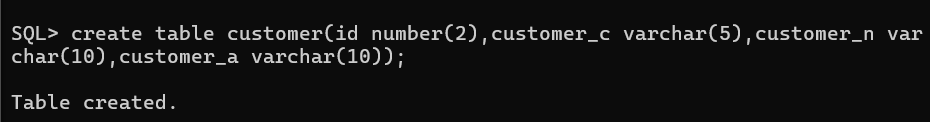 SQL> create table customer(id number(2),customer_c varchar(5),customer_n var
char(10),customer_a varchar(10));
Table created.